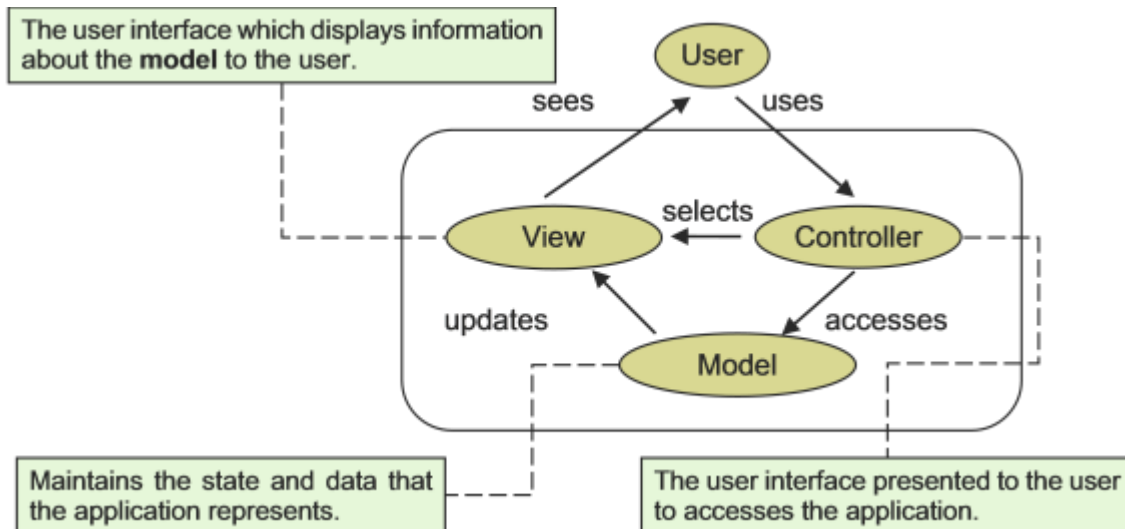 The user interface which displays information
about the model to the user.
User
sees
uses
selects
View
Controller
updates
accesses
Model
Maintains the state and data that
the application represents.
The user interface presented to the user
to accesses the application.